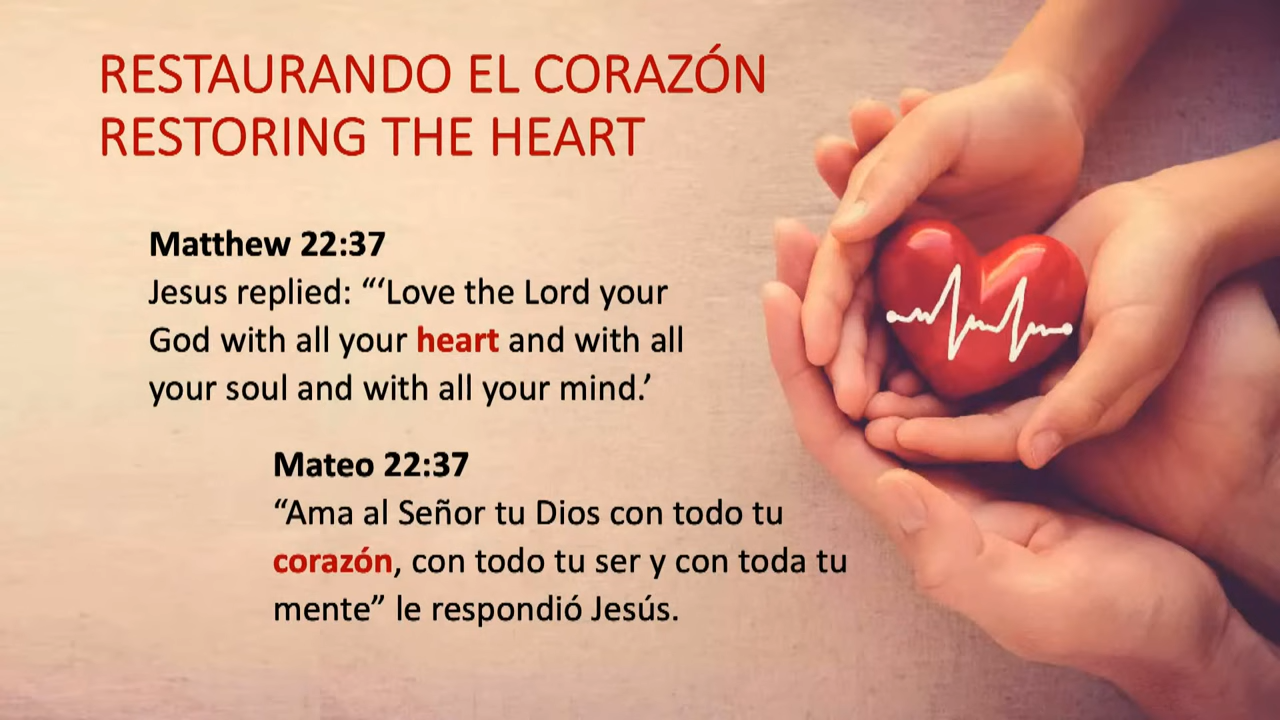 RESTAURANDO EL CORAZÓN
RESTORING THE HEART
Matthew 22:37
Jesus replied: “‘Love the Lord your
God with all your heart and with all
your soul and with all your mind.’
Mateo 22:37
“Ama al Señor tu Dios con todo tu
corazón, con todo tu ser y con toda tu
mente” le respondió Jesús.